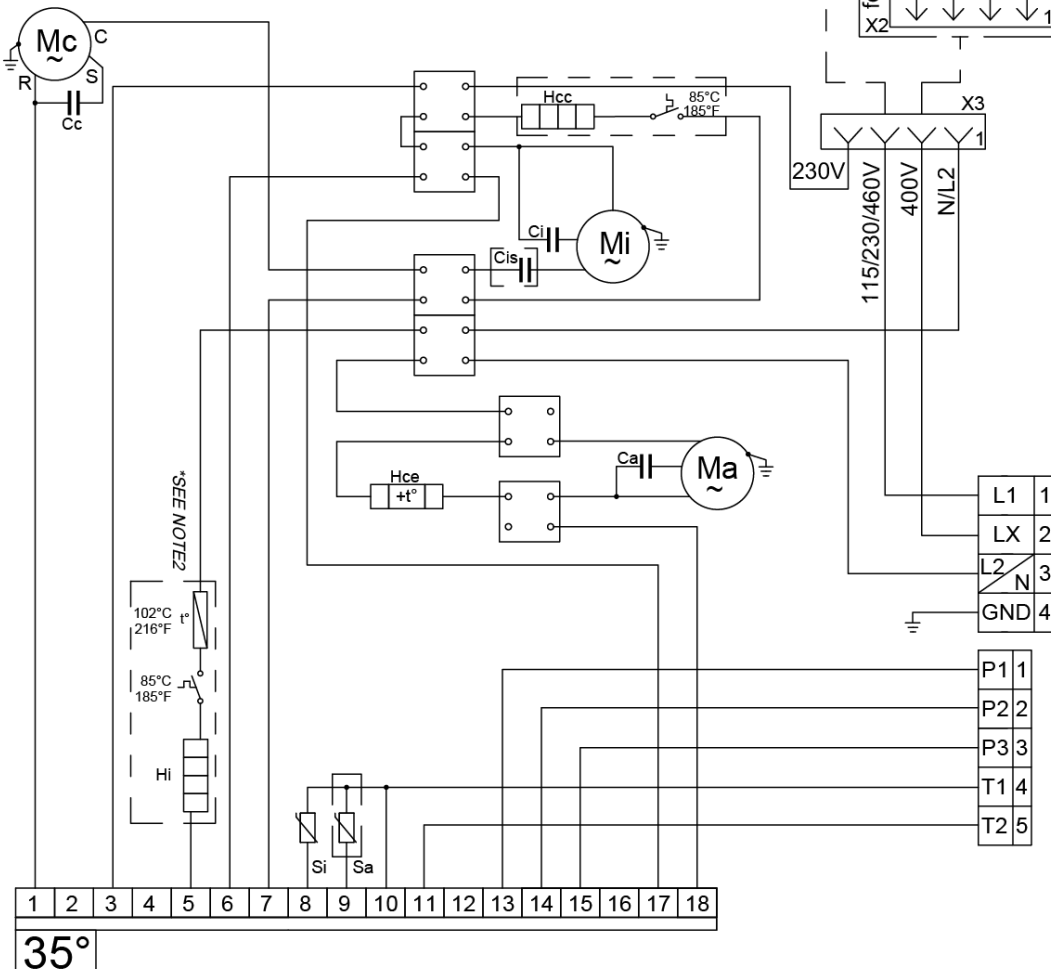 fe
X2
1
Mc
~
C
R
S
Cc
Hcc
85°C
185°F
X3
1
230V
115/230/460V
400V
N/L2
Ci
Mi
~
Cis
*SEE NOTE2
Hce
+t°
Ca
Ma
~
L1 1
LX 2
L2/N 3
GND 4
102°C
216°F
t°
85°C
185°F
Hi
P1 1
P2 2
P3 3
T1 4
T2 5
Si
Sa
1 2 3 4 5 6 7 8 9 10 11 12 13 14 15 16 17 18
35°